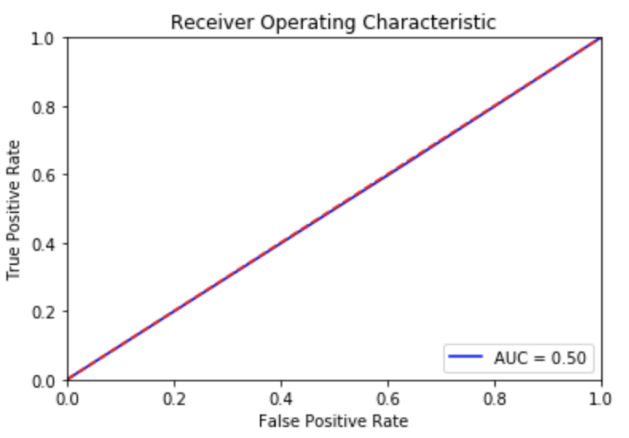 Receiver Operating Characteristic
1.0
0.8
0.6
0.4
0.2
0.0
True Positive Rate
AUC = 0.50
0.0 0.2 0.4 0.6 0.8 1.0
False Positive Rate